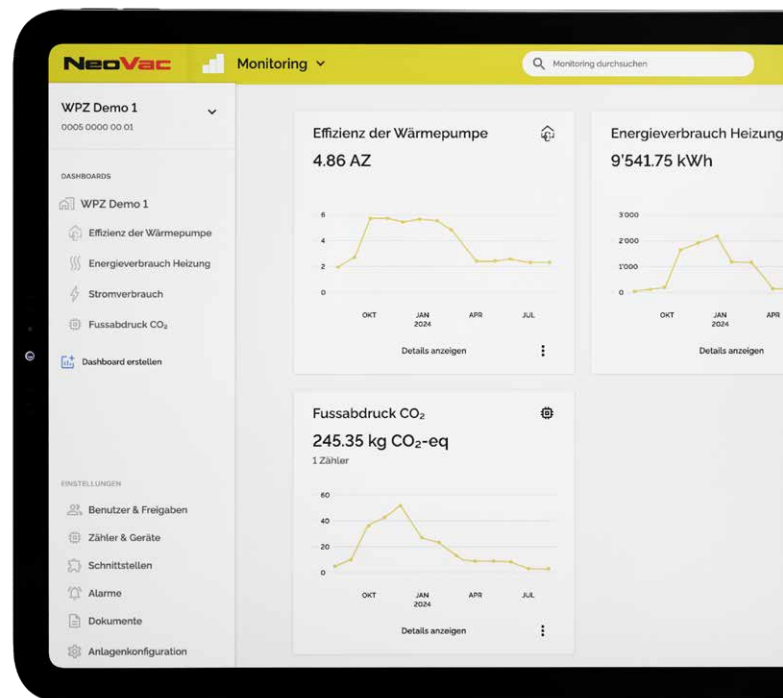 NeoVac
Monitoring
Monitoring durchsuchen
WPZ Demo 1
0005 0000 00 01
DASHBOARDS
WPZ Demo 1
Effizienz der Wärmepumpe
Energieverbrauch Heizung
Stromverbrauch
Fussabdruck CO₂
Dashboard erstellen
EINSTELLUNGEN
Benutzer & Freigaben
Zähler & Geräte
Schnittstellen
Alarme
Dokumente
Anlagenkonfiguration
Effizienz der Wärmepumpe
4.86 AZ
6
4
2
0
OKT JAN APR JUL
2024
Details anzeigen
Energieverbrauch Heizung
9'541.75 kWh
3'000
2'000
1'000
0
OKT JAN APR
2024
Details anzeigen
Fussabdruck CO₂
245.35 kg CO₂-eq
1 Zähler
60
40
20
0
OKT JAN APR JUL
2024
Details anzeigen